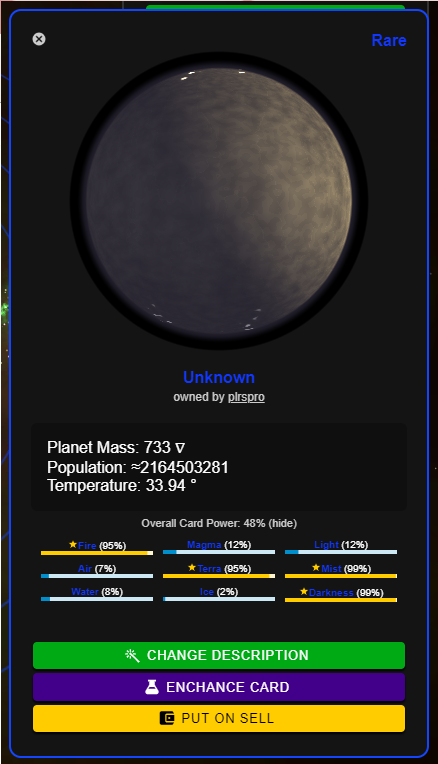 Rare
Unknown
owned by plrspro
Planet Mass: 733 ∇
Population: ≈2164503281
Temperature: 33.94 °
Overall Card Power: 48% (hide)
Fire (95%) Magma (12%) Light (12%)
Air (7%) Terra (95%) Mist (99%)
Water (8%) Ice (2%) Darkness (99%)
CHANGE DESCRIPTION
ENCHANCE CARD
PUT ON SELL